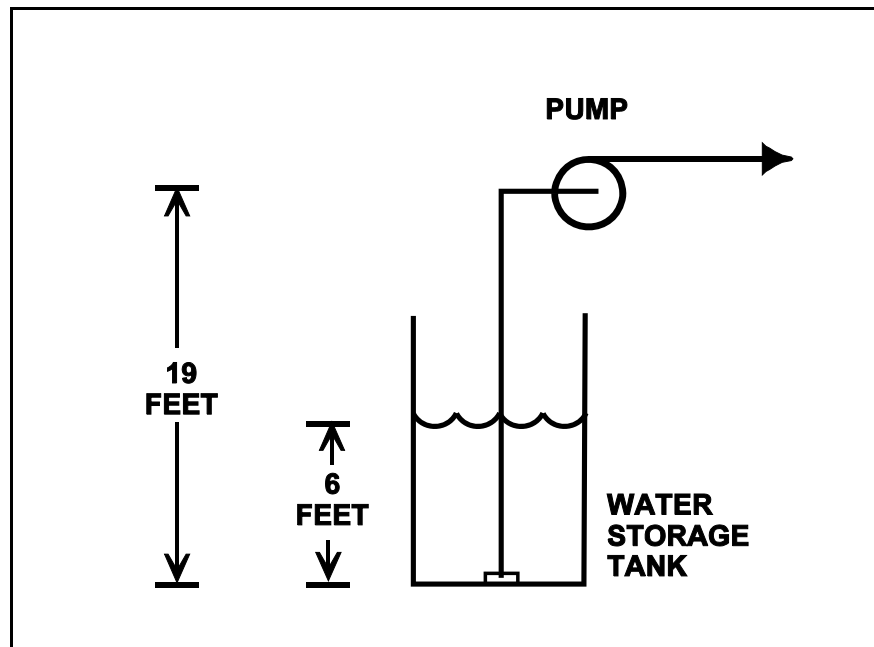 PUMP
19
FEET
6
FEET
WATER
STORAGE
TANK